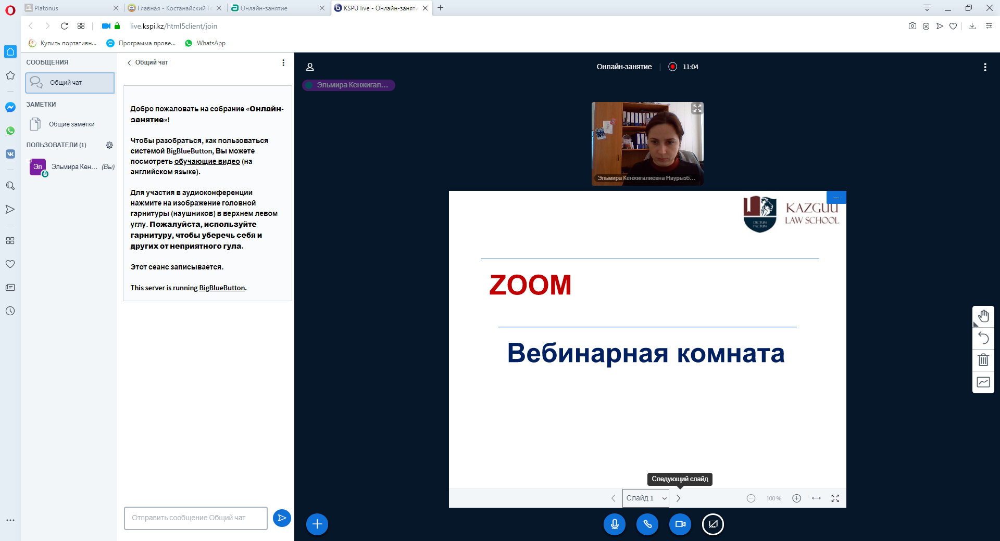 Platonus
Главная - Костанайский Г
Онлайн-занятие
KSPU live - Онлайн-заняти
live.kspi.kz/html5client/join
Купить портативн...
Программа прове...
WhatsApp
СООБЩЕНИЯ
Общий чат
ЗАМЕТКИ
Общие заметки
ПОЛЬЗОВАТЕЛИ (1)
Эл
Эльмира Кен... (Вы)
Общий чат
Добро пожаловать на собрание «Онлайн-
занятие»!
Чтобы разобраться, как пользоваться
системой BigBlueButton, Вы можете
посмотреть обучающие видео (на
английском языке).
Для участия в аудиоконференции
нажмите на изображение головной
гарнитуры (наушников) в верхнем левом
углу. Пожалуйста, используйте
гарнитуру, чтобы уберечь себя и
других от неприятного гула.
Этот сеанс записывается.
This server is running BigBlueButton.
Отправить сообщение Общий чат
Онлайн-занятие
11:04
Эльмира Кенжигал...
Эльмира Кенжигалиевна Наурызб...
DICTUM
FACTUM
KAZGUU
LAW SCHOOL
ZOOM
Вебинарная комната
Следующий слайд
Слайд 1
100 %